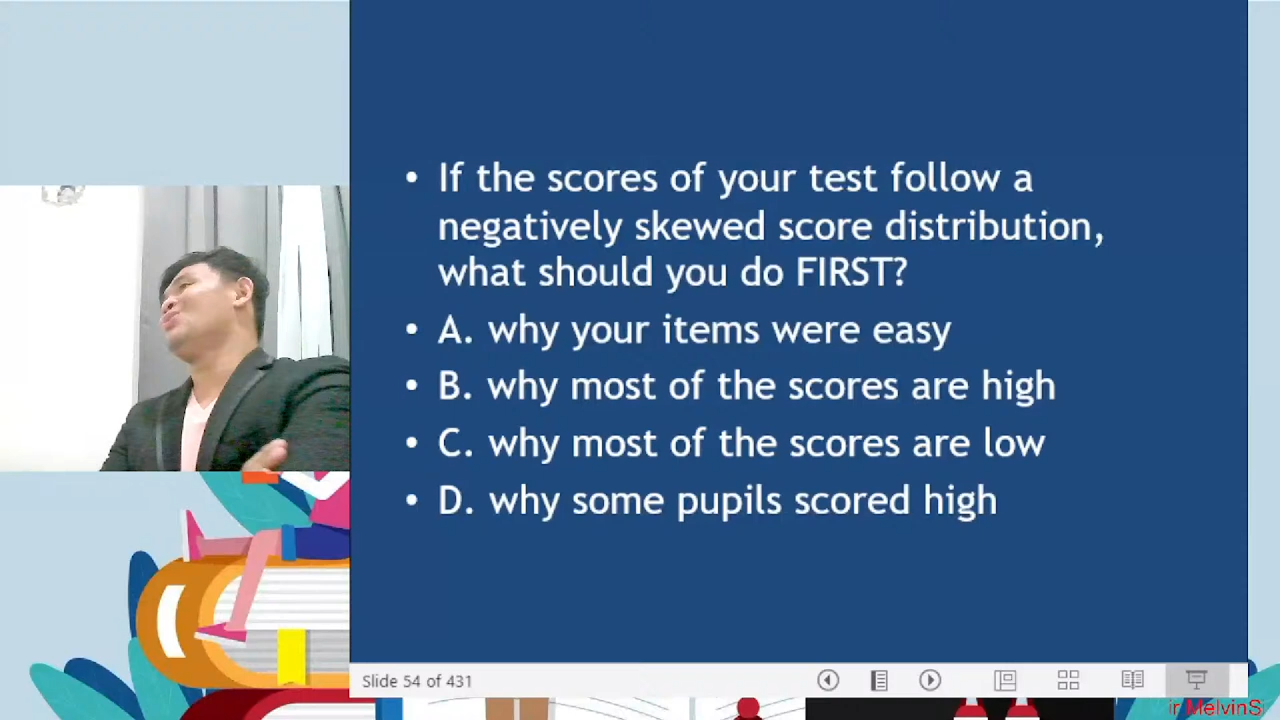 • If the scores of your test follow a
negatively skewed score distribution,
what should you do FIRST?
• A. why your items were easy
• B. why most of the scores are high
• C. why most of the scores are low
• D. why some pupils scored high
Slide 54 of 431
ir MelvinSi